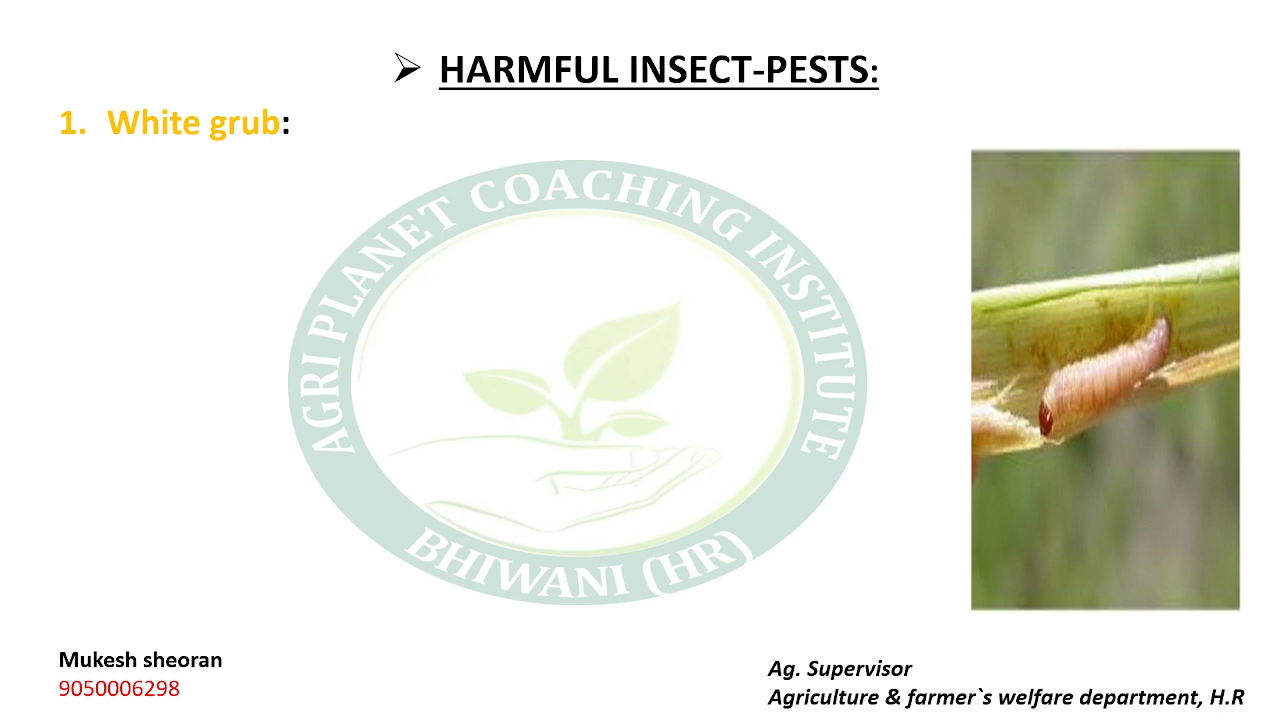 ➢ HARMFUL INSECT-PESTS:
1. White grub:
AGRI PLANET COACHING INSTITUTE
BHIWANI (HR)
Mukesh sheoran
9050006298
Ag. Supervisor
Agriculture & farmer`s welfare department, H.R